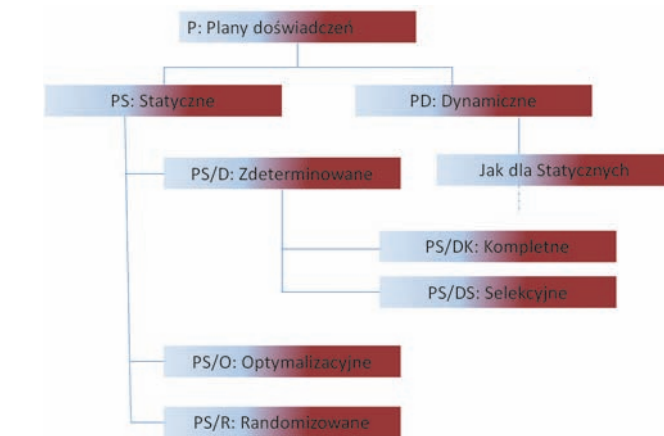 P: Plany doświadczeń
PS: Statyczne
PD: Dynamiczne
Jak dla Statycznych
PS/D: Zdeterminowane
PS/DK: Kompletne
PS/DS: Selekcyjne
PS/O: Optymalizacyjne
PS/R: Randomizowane